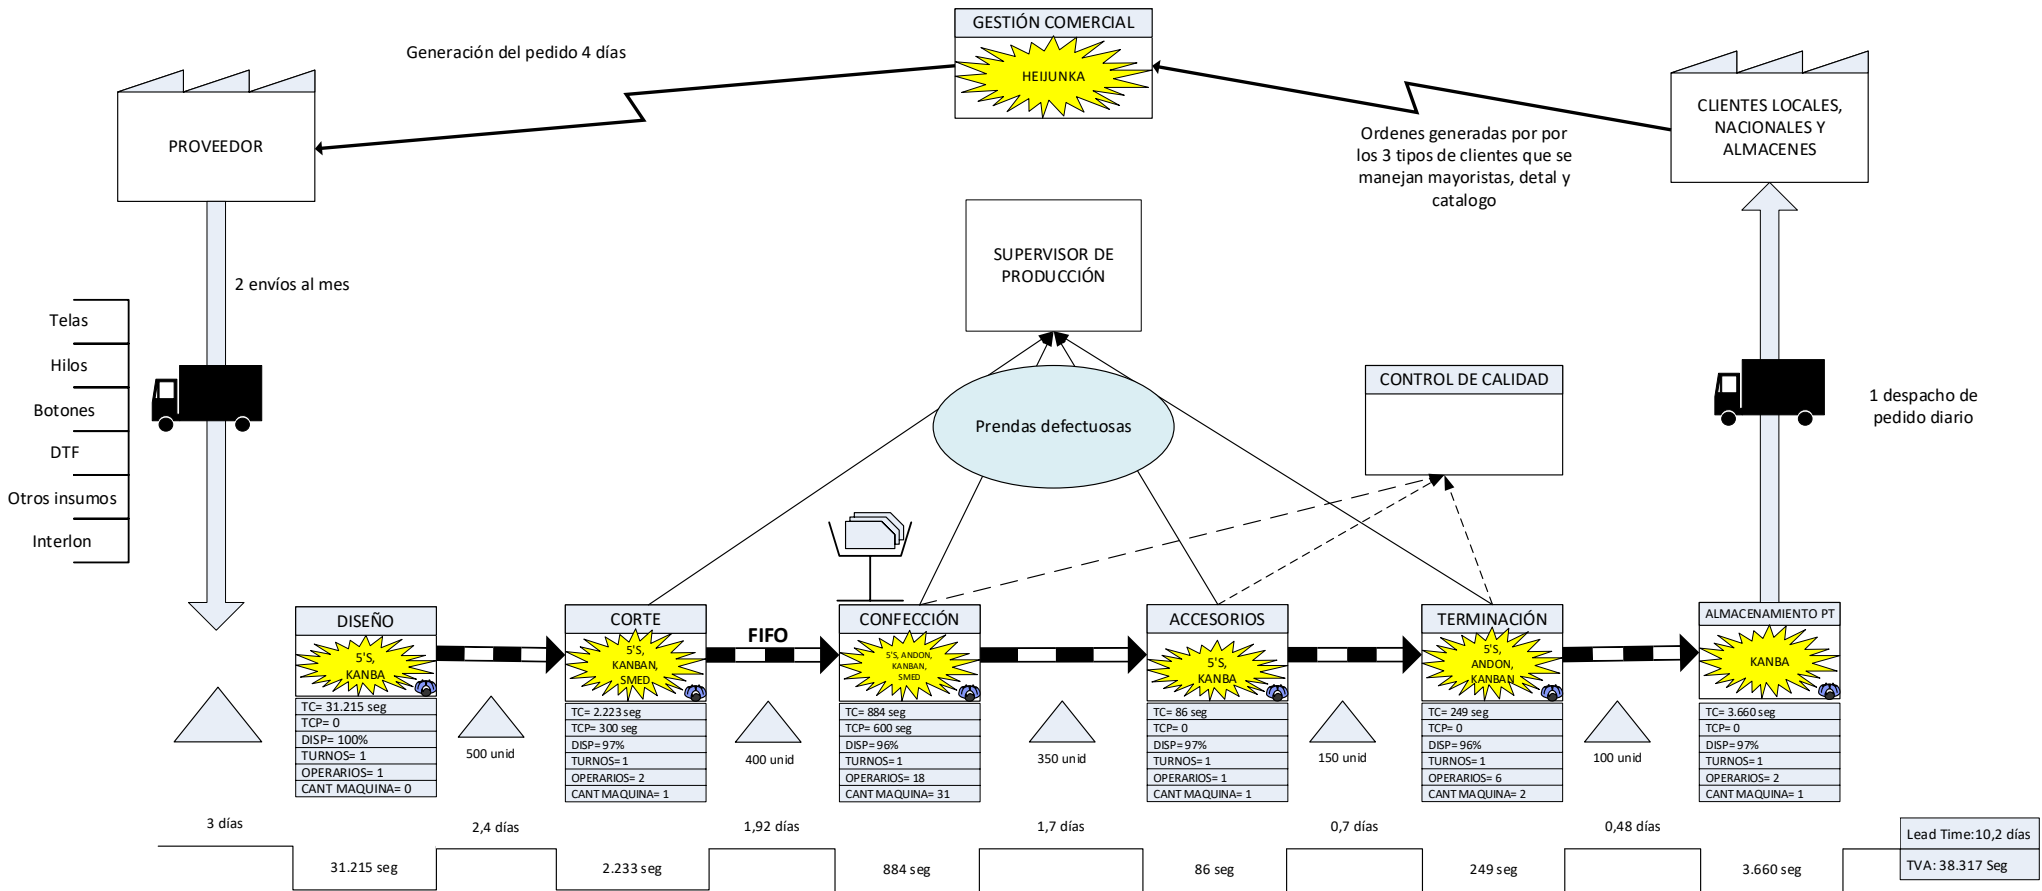 GESTIÓN COMERCIAL
HEIJUNKA
Generación del pedido 4 días
PROVEEDOR
CLIENTES LOCALES,
NACIONALES Y
ALMACENES
Ordenes generadas por por
los 3 tipos de clientes que se
manejan mayoristas, detal y
catalogo
SUPERVISOR DE
PRODUCCIÓN
2 envíos al mes
Telas
Hilos
Botones
DTF
Otros insumos
Interlon
Prendas defectuosas
CONTROL DE CALIDAD
1 despacho de
pedido diario
DISEÑO
5'S,
KANBA
TC= 31.215 seg
TCP= 0
DISP= 100%
TURNOS= 1
OPERARIOS= 1
CANT MAQUINA= 0
500 unid
CORTE
5'S,
KANBAN,
SMED
TC= 2.223 seg
TCP= 300 seg
DISP= 97%
TURNOS= 1
OPERARIOS= 2
CANT MAQUINA= 1
FIFO
400 unid
CONFECCIÓN
5'S, ANDON,
KANBAN,
SMED
TC= 884 seg
TCP= 600 seg
DISP= 96%
TURNOS= 1
OPERARIOS= 18
CANT MAQUINA= 31
350 unid
ACCESORIOS
5'S,
KANBA
TC= 86 seg
TCP= 0
DISP= 97%
TURNOS= 1
OPERARIOS= 1
CANT MAQUINA= 1
150 unid
TERMINACIÓN
5'S,
ANDON,
KANBAN
TC= 249 seg
TCP= 0
DISP= 96%
TURNOS= 1
OPERARIOS= 6
CANT MAQUINA= 2
100 unid
ALMACENAMIENTO PT
KANBA
TC= 3.660 seg
TCP= 0
DISP= 97%
TURNOS= 1
OPERARIOS= 2
CANT MAQUINA= 1
3 días
2,4 días
1,92 días
1,7 días
0,7 días
0,48 días
31.215 seg
2.233 seg
884 seg
86 seg
249 seg
3.660 seg
Lead Time:10,2 días
TVA: 38.317 Seg